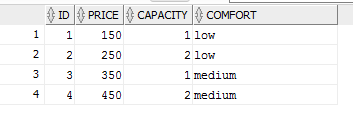 ID PRICE CAPACITY COMFORT
1 1 150 1 low
2 2 250 2 low
3 3 350 1 medium
4 4 450 2 medium